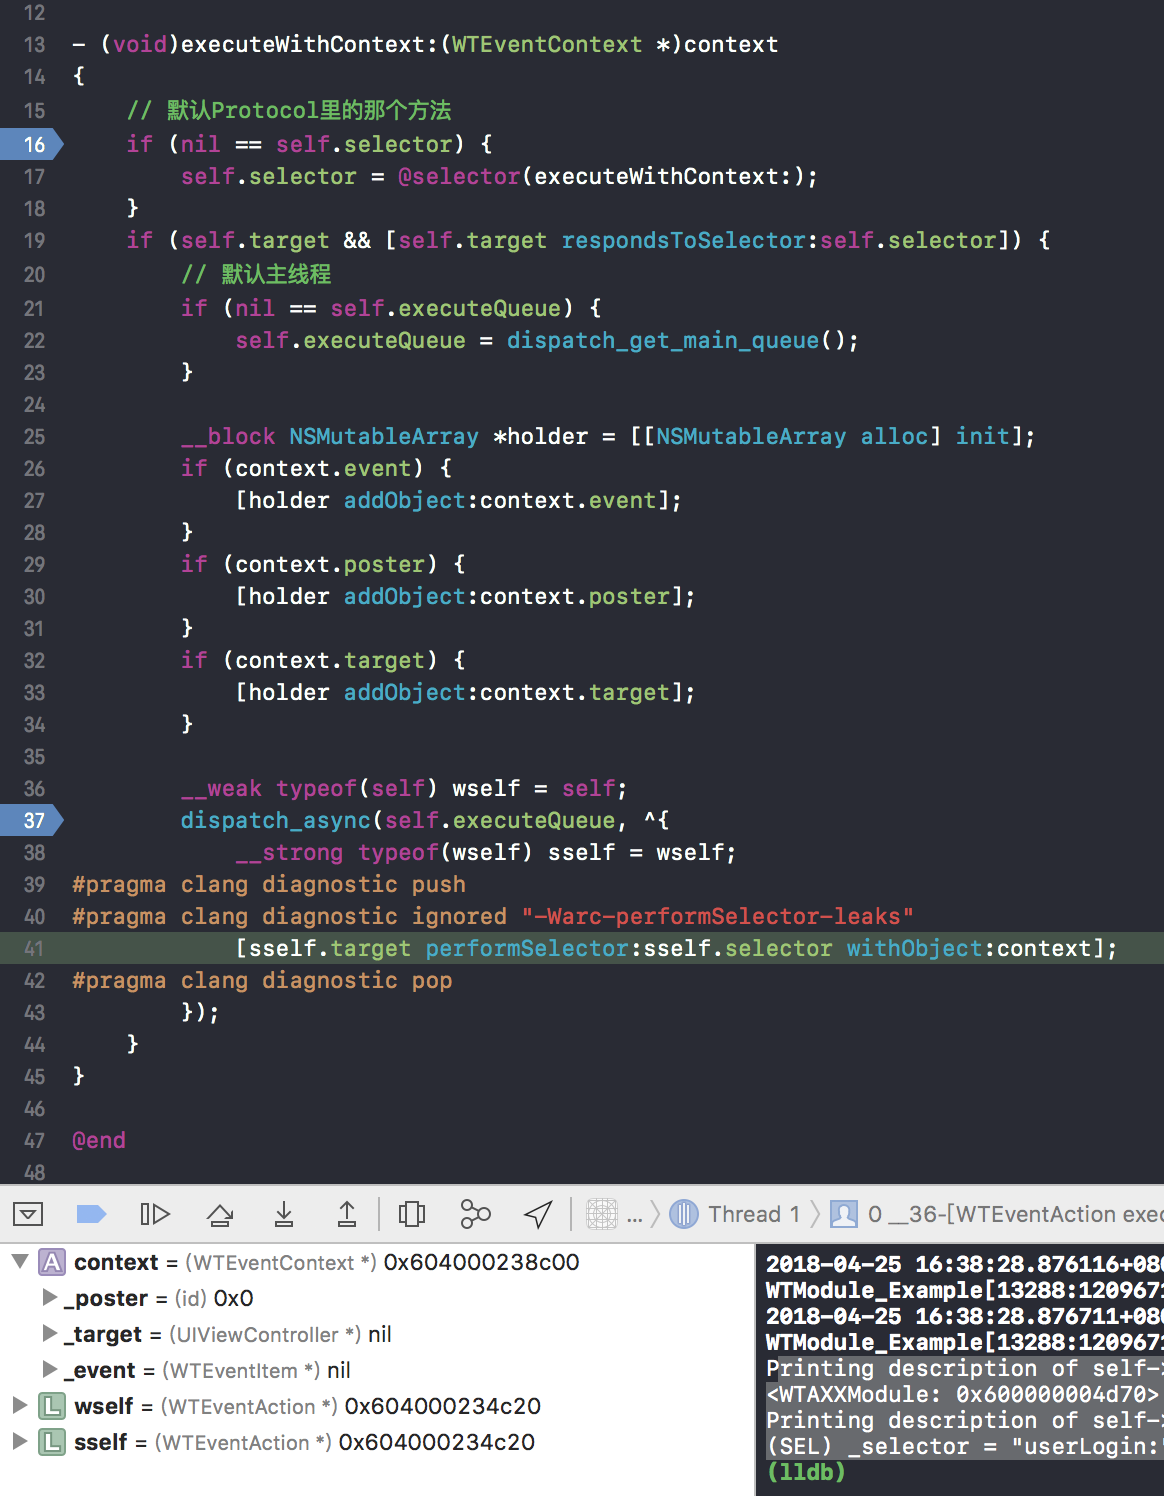 12
13 - (void)executeWithContext:(WTEventContext *)context
14 {
15     // 默认Protocol里的那个方法
16     if (nil == self.selector) {
17         self.selector = @selector(executeWithContext:);
18     }
19     if (self.target && [self.target respondsToSelector:self.selector]) {
20         // 默认主线程
21         if (nil == self.executeQueue) {
22             self.executeQueue = dispatch_get_main_queue();
23         }
24
25         __block NSMutableArray *holder = [[NSMutableArray alloc] init];
26         if (context.event) {
27             [holder addObject:context.event];
28         }
29         if (context.poster) {
30             [holder addObject:context.poster];
31         }
32         if (context.target) {
33             [holder addObject:context.target];
34         }
35
36         __weak typeof(self) wself = self;
37         dispatch_async(self.executeQueue, ^{
38             __strong typeof(wself) sself = wself;
39 #pragma clang diagnostic push
40 #pragma clang diagnostic ignored "-Warc-performSelector-leaks"
41             [sself.target performSelector:sself.selector withObject:context];
42 #pragma clang diagnostic pop
43         });
44     }
45 }
46
47 @end
48
... Thread 1 0 __36-[WTEventAction exec
A context = (WTEventContext *) 0x604000238c00
_poster = (id) 0x0
_target = (UIViewController *) nil
_event = (WTEventItem *) nil
L wself = (WTEventAction *) 0x604000234c20
L sself = (WTEventAction *) 0x604000234c20
2018-04-25 16:38:28.876116+080
WTModule_Example[13288:1209671
2018-04-25 16:38:28.876711+080
WTModule_Example[13288:1209671
Printing description of self->
<WTAXXModule: 0x600000004d70>
Printing description of self->
(SEL) _selector = "userLogin:"
(lldb)